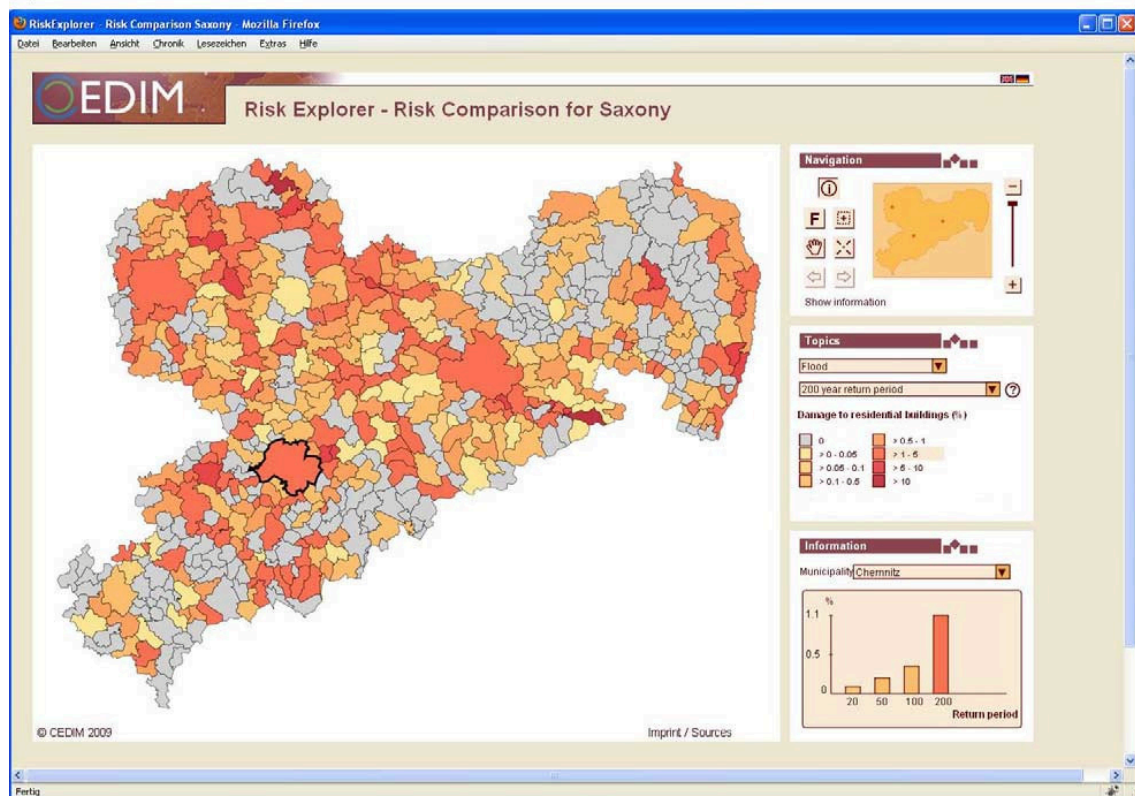 RiskExplorer - Risk Comparison Saxony - Mozilla Firefox
Datei Bearbeiten Ansicht Chronik Lesezeichen Extras Hilfe
CEDIM
Risk Explorer - Risk Comparison for Saxony
Navigation
i
F
Show information
Topics
Flood
200 year return period
?
Damage to residential buildings (%)
0
> 0 - 0.05
> 0.05 - 0.1
> 0.1 - 0.5
> 0.5 - 1
> 1 - 5
> 5 - 10
> 10
Information
Municipality Chemnitz
%
1.1
0.5
0
20 50 100 200
Return period
© CEDIM 2009
Imprint / Sources
Fertig